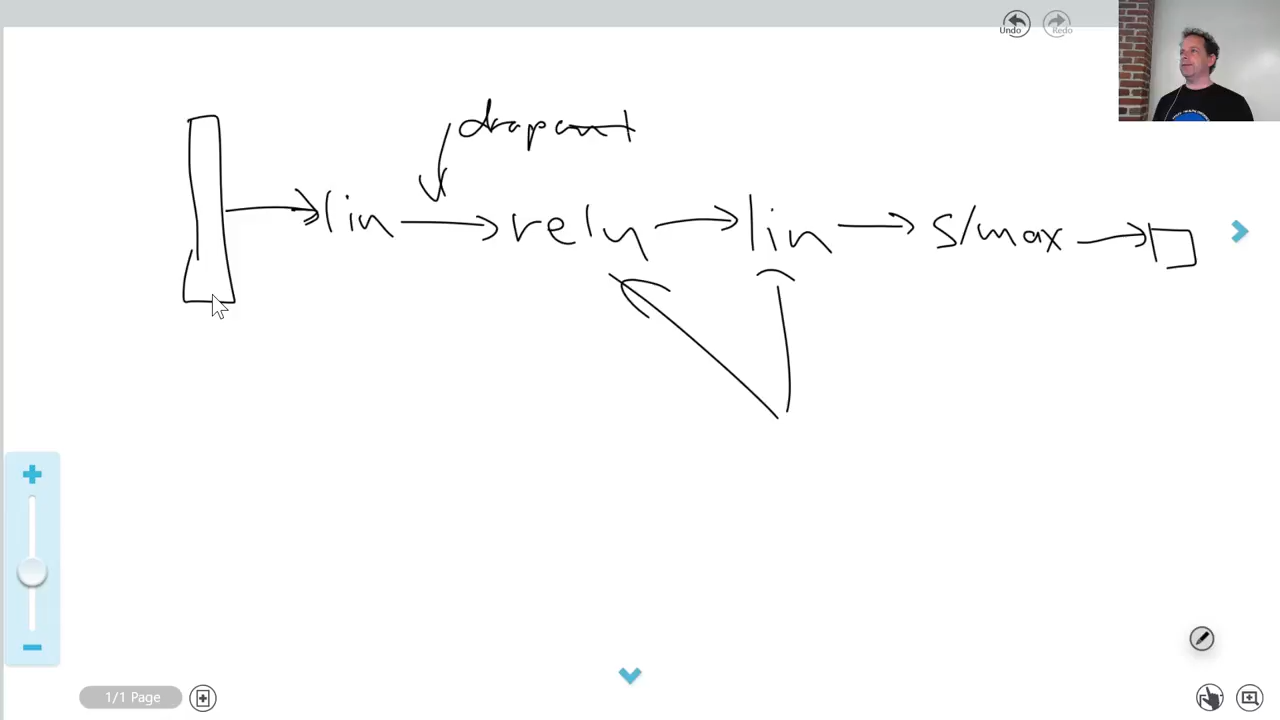 Undo
Redo
dropout
lin → relu → lin → s/max → □
1/1 Page